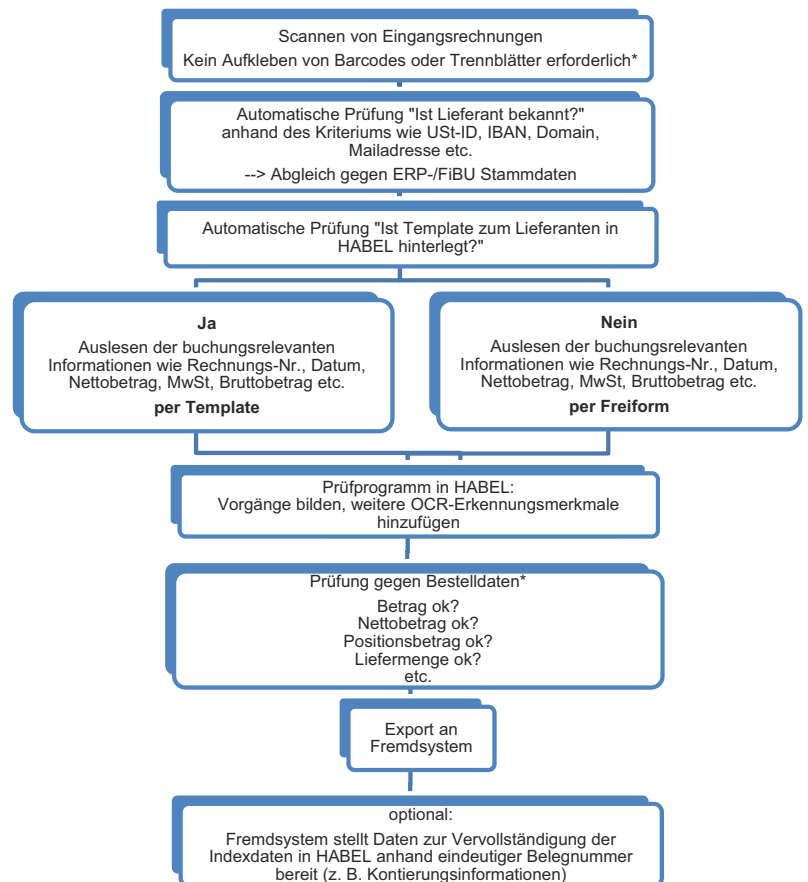 Scannen von Eingangsrechnungen
Kein Aufkleben von Barcodes oder Trennblätter erforderlich*
Automatische Prüfung "Ist Lieferant bekannt?"
anhand des Kriteriums wie USt-ID, IBAN, Domain,
Mailadresse etc.
--> Abgleich gegen ERP-/FiBU Stammdaten
Automatische Prüfung "Ist Template zum Lieferanten in
HABEL hinterlegt?"
Ja
Auslesen der buchungsrelevanten
Informationen wie Rechnungs-Nr., Datum,
Nettobetrag, MwSt, Bruttobetrag etc.
per Template
Nein
Auslesen der buchungsrelevanten
Informationen wie Rechnungs-Nr., Datum,
Nettobetrag, MwSt, Bruttobetrag etc.
per Freiform
Prüfprogramm in HABEL:
Vorgänge bilden, weitere OCR-Erkennungsmerkmale
hinzufügen
Prüfung gegen Bestelldaten*
Betrag ok?
Nettobetrag ok?
Positionsbetrag ok?
Liefermenge ok?
etc.
Export an
Fremdsystem
optional:
Fremdsystem stellt Daten zur Vervollständigung der
Indexdaten in HABEL anhand eindeutiger Belegnummer
bereit (z. B. Kontierungsinformationen)